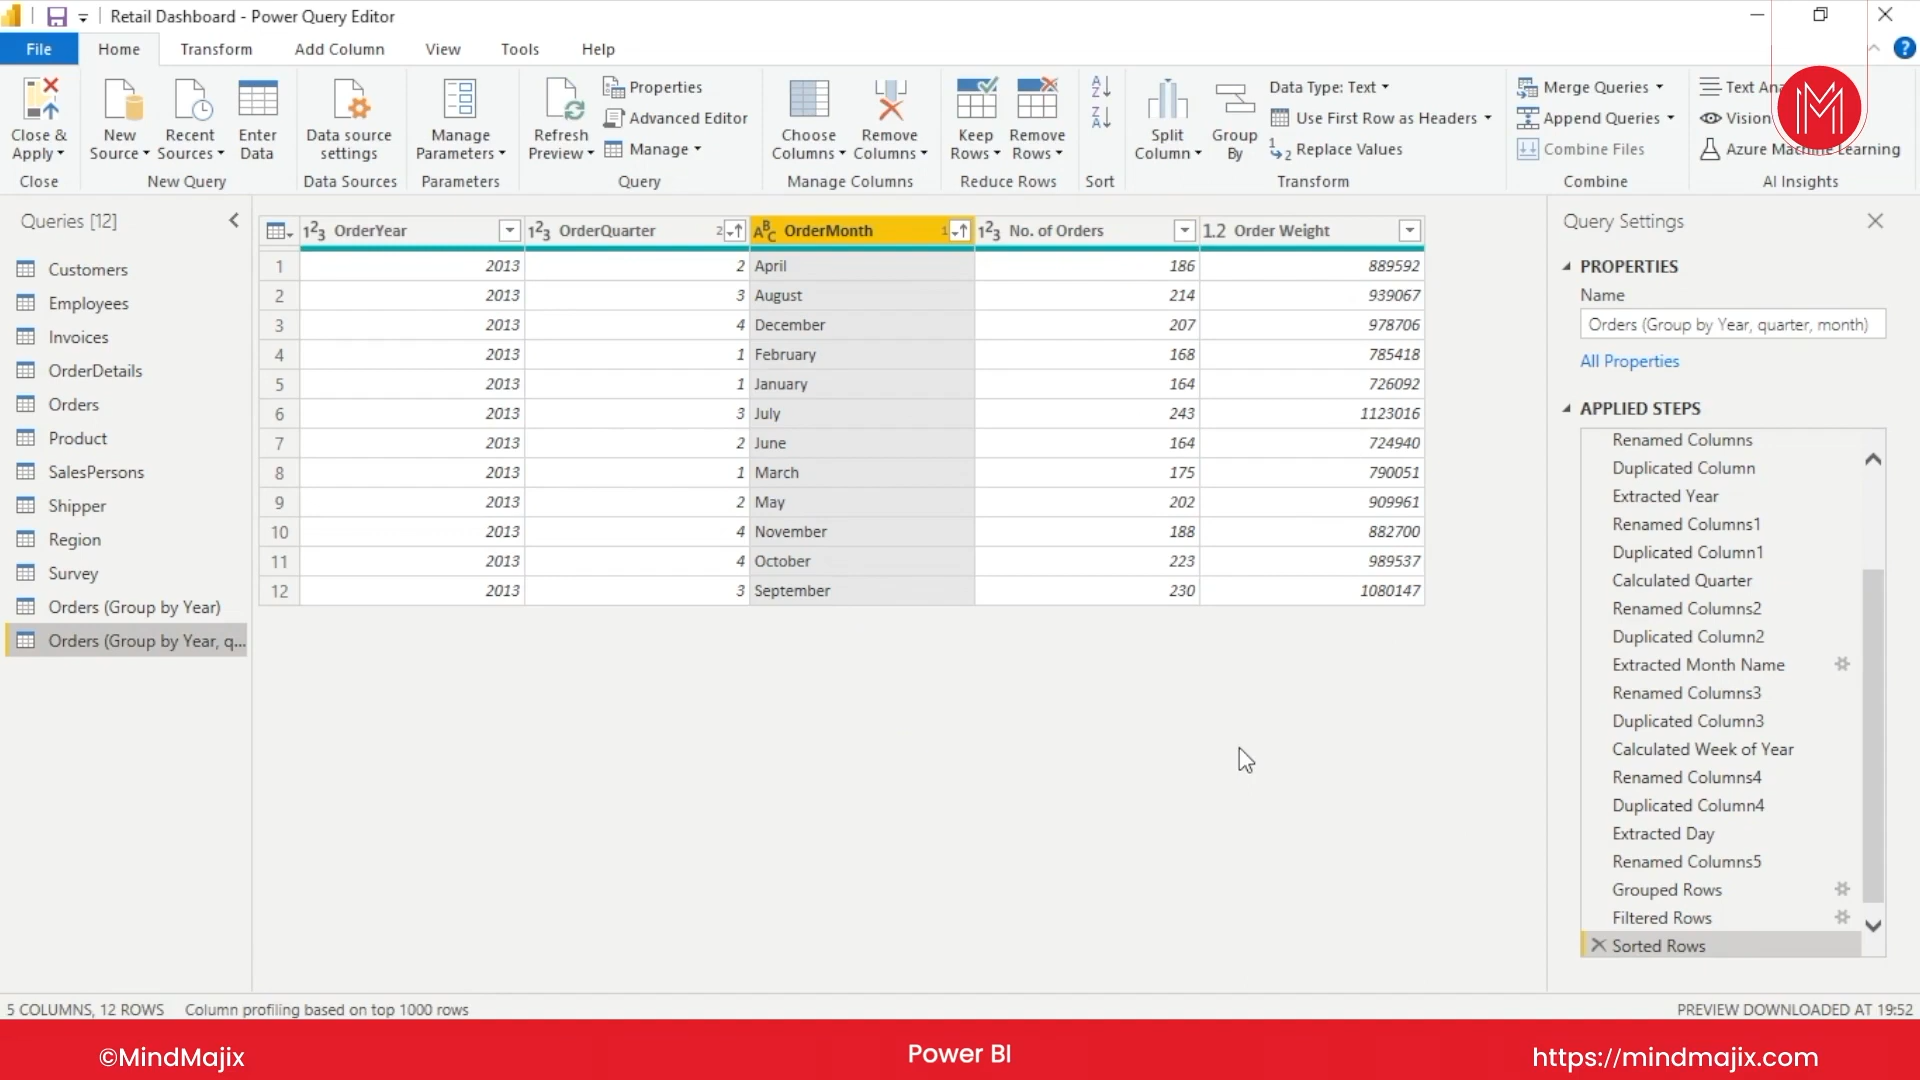 Retail Dashboard - Power Query Editor
File Home Transform Add Column View Tools Help
Close & Apply
New Source
Recent Sources
Enter Data
Data source settings
Manage Parameters
Refresh Preview
Properties
Advanced Editor
Manage
Choose Columns
Remove Columns
Keep Rows
Remove Rows
Split Column
Group By
Data Type: Text
Use First Row as Headers
Replace Values
Merge Queries
Append Queries
Combine Files
Text Ana
Vision
Azure Machine Learning
Close New Query Data Sources Parameters Query Manage Columns Reduce Rows Sort Transform Combine AI Insights
Queries [12]
Customers
Employees
Invoices
OrderDetails
Orders
Product
SalesPersons
Shipper
Region
Survey
Orders (Group by Year)
Orders (Group by Year, q...
1²3 OrderYear 1²3 OrderQuarter 2 ABC OrderMonth 1 1²3 No. of Orders 1.2 Order Weight
1 2013 2 April 186 889592
2 2013 3 August 214 939067
3 2013 4 December 207 978706
4 2013 1 February 168 785418
5 2013 1 January 164 726092
6 2013 3 July 243 1123016
7 2013 2 June 164 724940
8 2013 1 March 175 790051
9 2013 2 May 202 909961
10 2013 4 November 188 882700
11 2013 4 October 223 989537
12 2013 3 September 230 1080147
Query Settings
PROPERTIES
Name
Orders (Group by Year, quarter, month)
All Properties
APPLIED STEPS
Renamed Columns
Duplicated Column
Extracted Year
Renamed Columns1
Duplicated Column1
Calculated Quarter
Renamed Columns2
Duplicated Column2
Extracted Month Name
Renamed Columns3
Duplicated Column3
Calculated Week of Year
Renamed Columns4
Duplicated Column4
Extracted Day
Renamed Columns5
Grouped Rows
Filtered Rows
Sorted Rows
5 COLUMNS, 12 ROWS Column profiling based on top 1000 rows PREVIEW DOWNLOADED AT 19:52
©MindMajix Power BI https://mindmajix.com